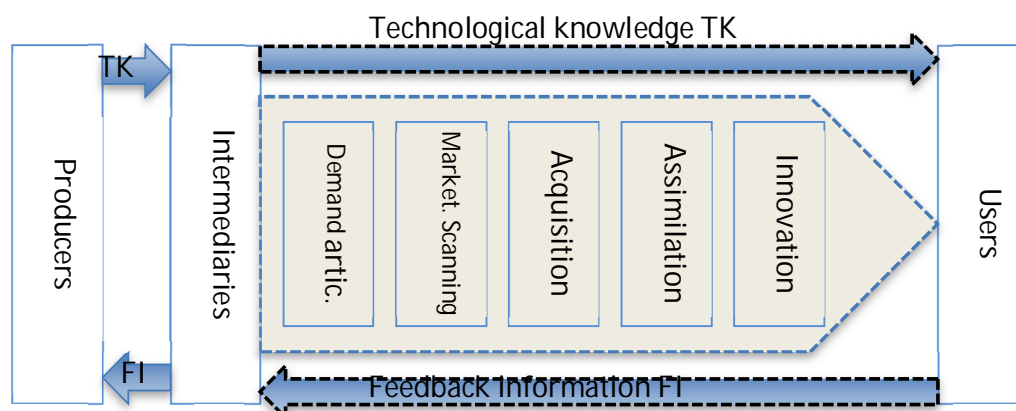 Technological knowledge TK
TK
Producers
Intermediaries
Demand artic.
Market. Scanning
Acquisition
Assimilation
Innovation
Users
FI
Feedback Information FI